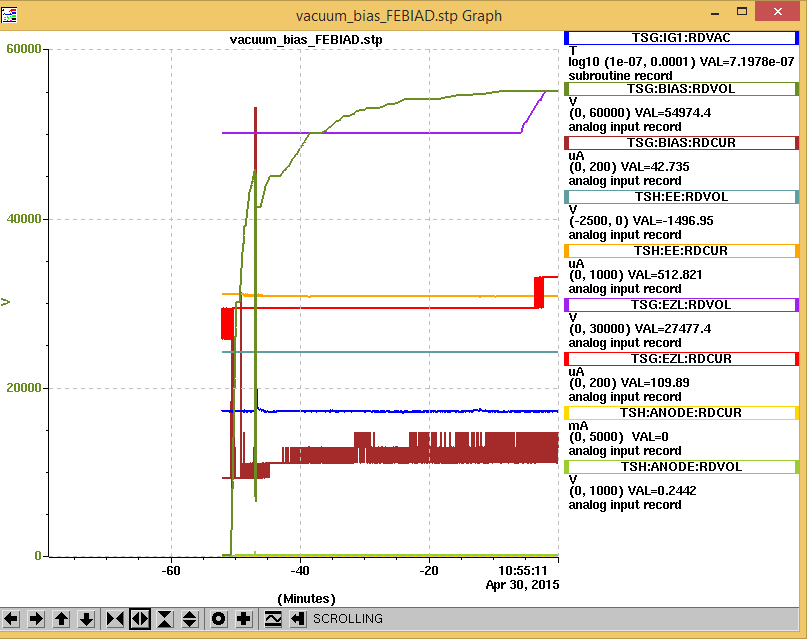 vacuum_bias_FEBIAD.stp Graph
vacuum_bias_FEBIAD.stp
60000
40000
20000
0
V
-60
-40
-20
10:55:11
Apr 30, 2015
(Minutes)
TSG:IG1:RDVAC
T
log10 (1e-07, 0.0001) VAL=7.1978e-07
subroutine record
TSG:BIAS:RDVOL
V
(0, 60000) VAL=54974.4
analog input record
TSG:BIAS:RDCUR
uA
(0, 200) VAL=42.735
analog input record
TSH:EE:RDVOL
V
(-2500, 0) VAL=-1496.95
analog input record
TSH:EE:RDCUR
uA
(0, 1000) VAL=512.821
analog input record
TSG:EZL:RDVOL
V
(0, 30000) VAL=27477.4
analog input record
TSG:EZL:RDCUR
uA
(0, 200) VAL=109.89
analog input record
TSH:ANODE:RDCUR
mA
(0, 5000) VAL=0
analog input record
TSH:ANODE:RDVOL
V
(0, 1000) VAL=0.2442
analog input record
SCROLLING